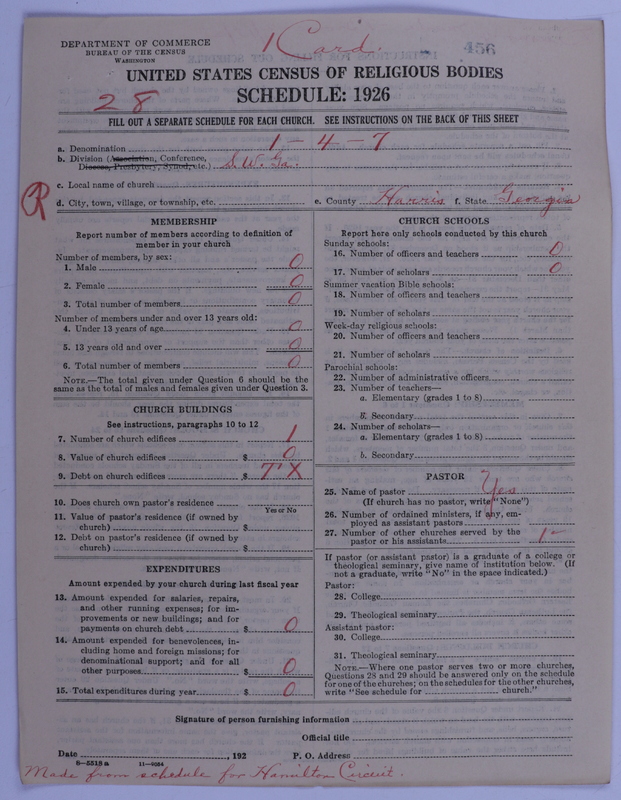 DEPARTMENT OF COMMERCE
BUREAU OF THE CENSUS
WASHINGTON
1 Card.
456
UNITED STATES CENSUS OF RELIGIOUS BODIES
28
SCHEDULE: 1926
FILL OUT A SEPARATE SCHEDULE FOR EACH CHURCH. SEE INSTRUCTIONS ON THE BACK OF THIS SHEET
a. Denomination 1-4-7
b. Division (Association, Conference,
Diocese, Presbytery, Synod, etc.) S.W. Ga.
c. Local name of church
R
d. City, town, village, or township, etc. e. County Harris f. State Georgia
MEMBERSHIP
Report number of members according to definition of
member in your church
Number of members, by sex:
1. Male 0
2. Female 0
3. Total number of members 0
Number of members under and over 13 years old:
4. Under 13 years of age 0
5. 13 years old and over 0
6. Total number of members 0
NOTE.—The total given under Question 6 should be the
same as the total of males and females given under Question 3.
CHURCH BUILDINGS
See instructions, paragraphs 10 to 12
7. Number of church edifices 1
8. Value of church edifices $ 0
9. Debt on church edifices $ 7'X
10. Does church own pastor's residence
Yes or No
11. Value of pastor's residence (if owned by
church) $
12. Debt on pastor's residence (if owned by
church) $
EXPENDITURES
Amount expended by your church during last fiscal year
13. Amount expended for salaries, repairs,
and other running expenses; for im-
provements or new buildings; and for
payments on church debt $ 0
14. Amount expended for benevolences, in-
cluding home and foreign missions; for
denominational support; and for all
other purposes $ 0
15. Total expenditures during year $ 0
CHURCH SCHOOLS
Report here only schools conducted by this church
Sunday schools:
16. Number of officers and teachers 0
17. Number of scholars 0
Summer vacation Bible schools:
18. Number of officers and teachers
19. Number of scholars
Week-day religious schools:
20. Number of officers and teachers
21. Number of scholars
Parochial schools:
22. Number of administrative officers
23. Number of teachers—
a. Elementary (grades 1 to 8)
b. Secondary
24. Number of scholars—
a. Elementary (grades 1 to 8)
b. Secondary
PASTOR
25. Name of pastor Yes
(If church has no pastor, write "None")
26. Number of ordained ministers, if any, em-
ployed as assistant pastors
27. Number of other churches served by the
pastor or his assistants 1-
If pastor (or assistant pastor) is a graduate of a college or
theological seminary, give name of institution below. (If
not a graduate, write "No" in the space indicated.)
Pastor:
28. College
29. Theological seminary
Assistant pastor:
30. College
31. Theological seminary
NOTE.—Where one pastor serves two or more churches,
Questions 28 and 29 should be answered only on the schedule
for one of the churches; on the schedules for the other churches,
write "See schedule for church."
Signature of person furnishing information
Official title
Date , 192 P. O. Address
8—5513a 11—9564
Made from schedule for Hamilton Circuit.